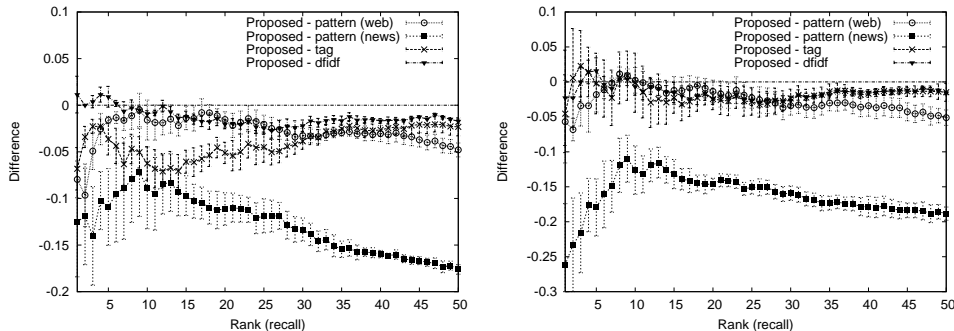 0.1
0.05
0
-0.05
-0.1
-0.15
-0.2
Difference
5 10 15 20 25 30 35 40 45 50
Rank (recall)
Proposed - pattern (web)
Proposed - pattern (news)
Proposed - tag
Proposed - dfidf
0.1
0.05
0
-0.05
-0.1
-0.15
-0.2
-0.25
-0.3
Difference
5 10 15 20 25 30 35 40 45 50
Rank (recall)
Proposed - pattern (web)
Proposed - pattern (news)
Proposed - tag
Proposed - dfidf